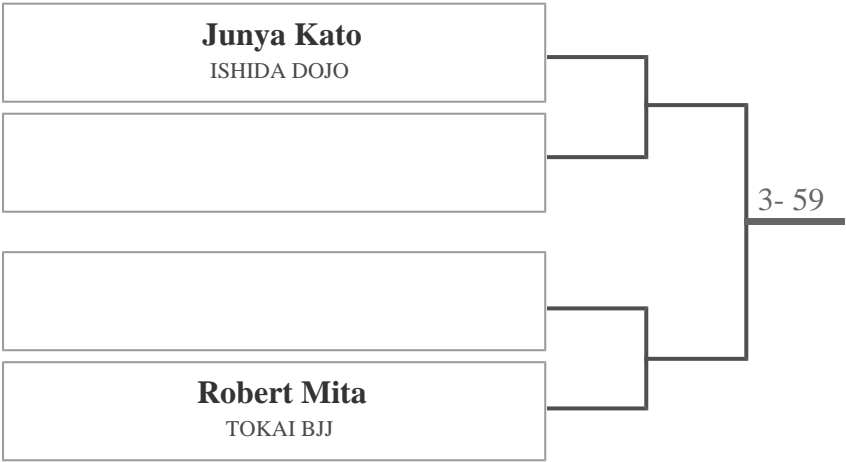 Junya Kato
ISHIDA DOJO
3- 59
Robert Mita
TOKAI BJJ